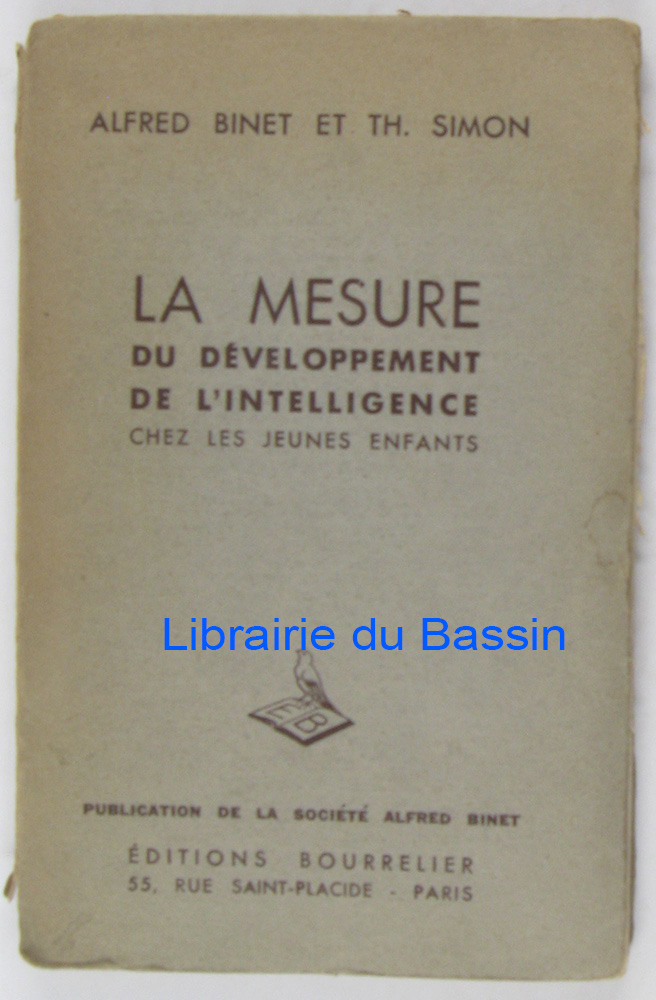 ALFRED BINET ET TH. SIMON
LA MESURE
DU DÉVELOPPEMENT
DE L'INTELLIGENCE
CHEZ LES JEUNES ENFANTS
Librairie du Bassin
EB
PUBLICATION DE LA SOCIÉTÉ ALFRED BINET
ÉDITIONS BOURRELIER
55, RUE SAINT-PLACIDE - PARIS